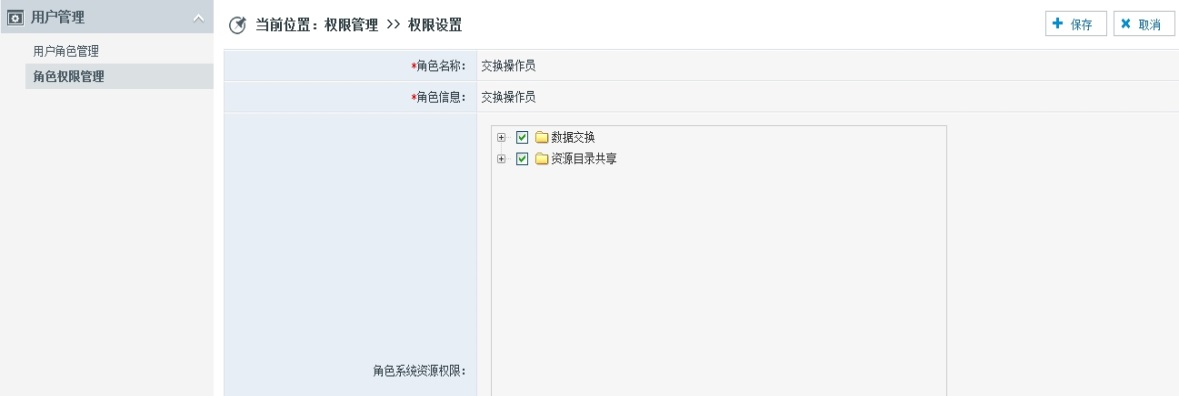 用户管理
用户角色管理
角色权限管理
当前位置：权限管理 >> 权限设置
保存 取消
*角色名称： 交换操作员
*角色信息： 交换操作员
数据交换
资源目录共享
角色系统资源权限：